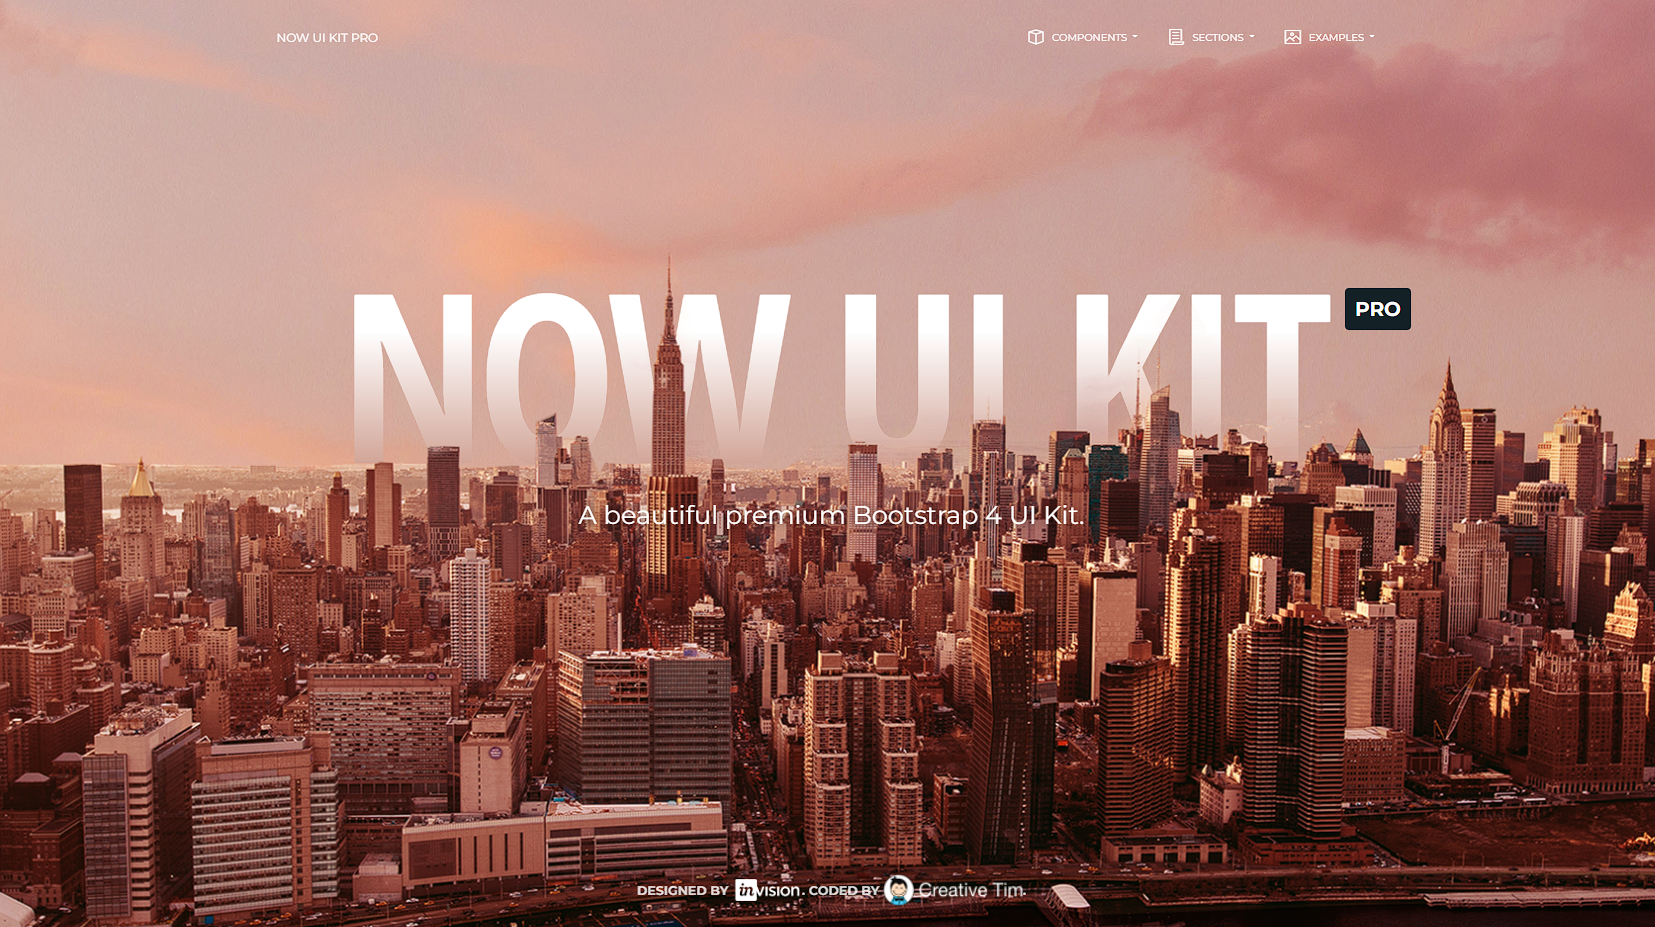 NOW UI KIT PRO
COMPONENTS
SECTIONS
EXAMPLES
NOW UI KIT
PRO
A beautiful premium Bootstrap 4 UI Kit.
DESIGNED BY invision. CODED BY Creative Tim.